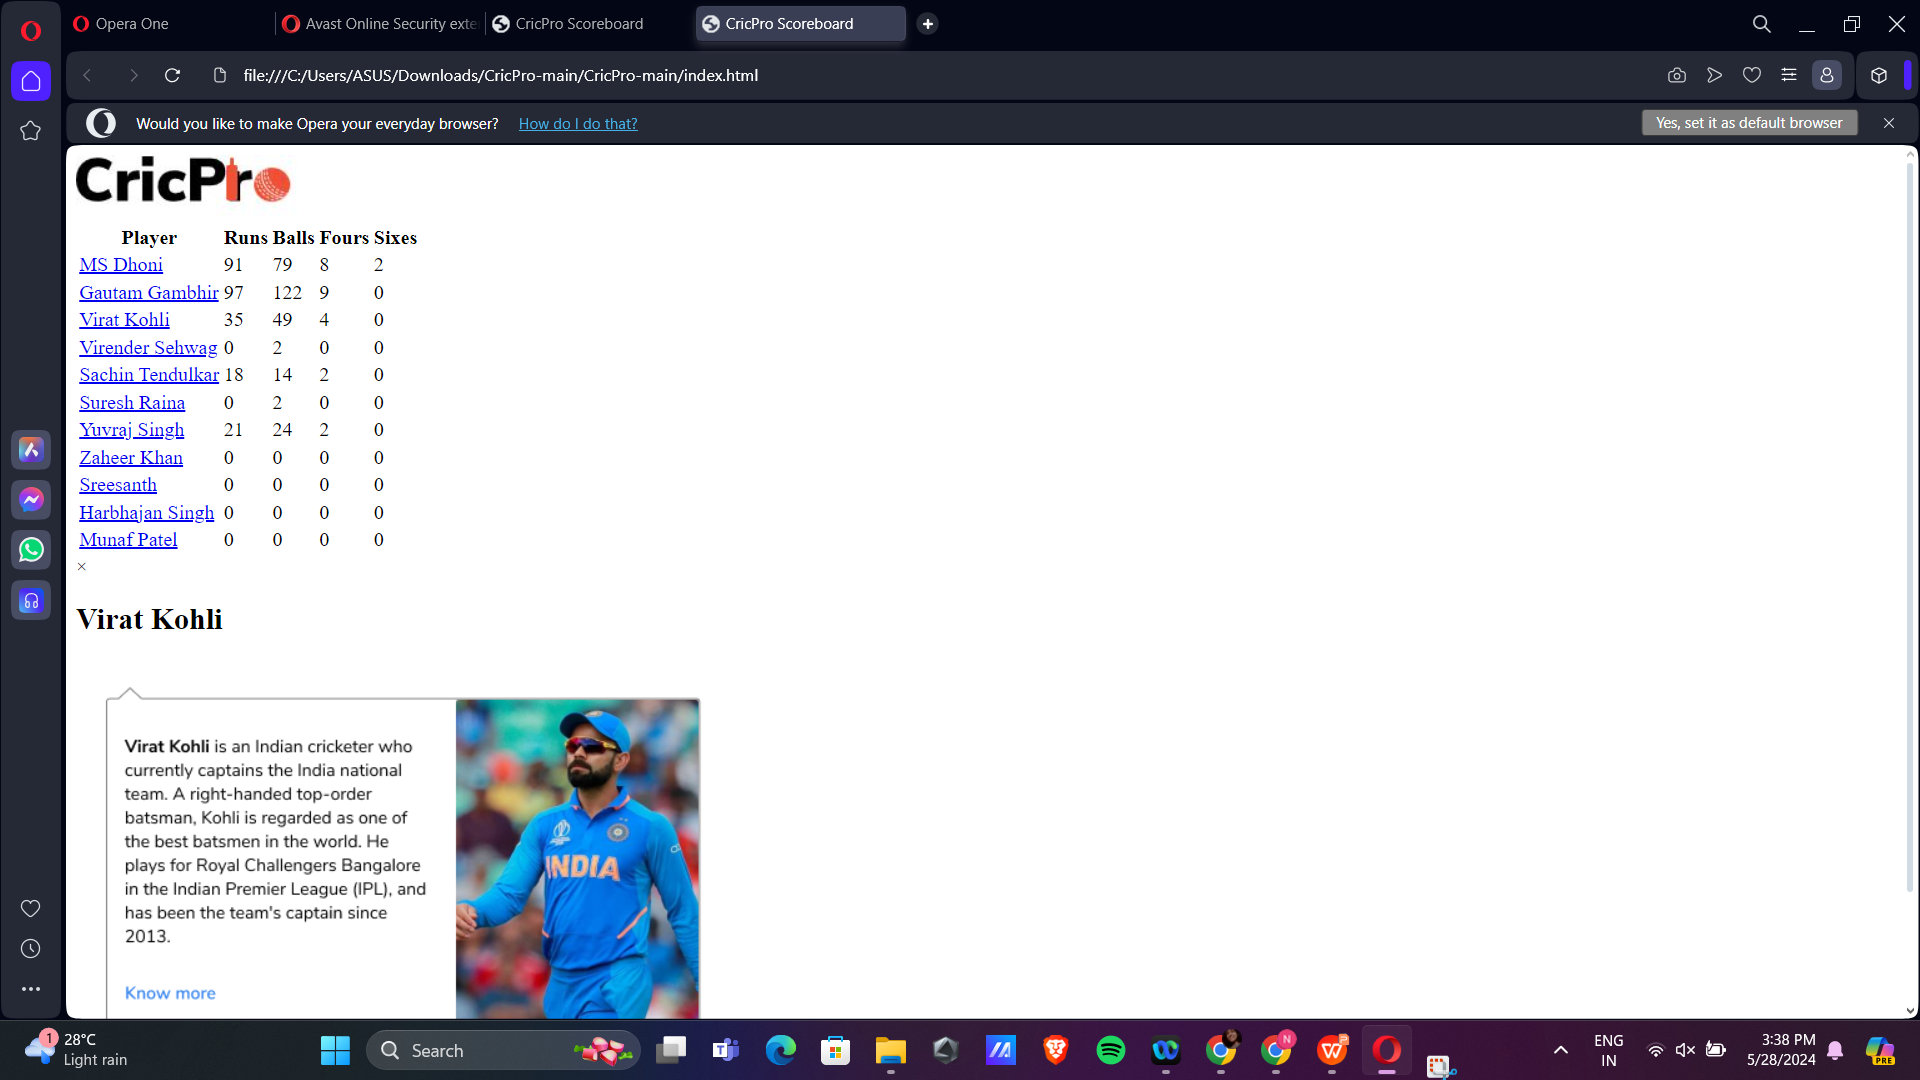 Opera One
Avast Online Security exte
CricPro Scoreboard
CricPro Scoreboard
file:///C:/Users/ASUS/Downloads/CricPro-main/CricPro-main/index.html
Would you like to make Opera your everyday browser? How do I do that?
Yes, set it as default browser
CricPro
Player Runs Balls Fours Sixes
MS Dhoni 91 79 8 2
Gautam Gambhir 97 122 9 0
Virat Kohli 35 49 4 0
Virender Sehwag 0 2 0 0
Sachin Tendulkar 18 14 2 0
Suresh Raina 0 2 0 0
Yuvraj Singh 21 24 2 0
Zaheer Khan 0 0 0 0
Sreesanth 0 0 0 0
Harbhajan Singh 0 0 0 0
Munaf Patel 0 0 0 0
×
Virat Kohli
Virat Kohli is an Indian cricketer who
currently captains the India national
team. A right-handed top-order
batsman, Kohli is regarded as one of
the best batsmen in the world. He
plays for Royal Challengers Bangalore
in the Indian Premier League (IPL), and
has been the team's captain since
2013.
Know more
INDIA
1
28°C
Light rain
Search
N
ENG
IN
3:38 PM
5/28/2024
PRE